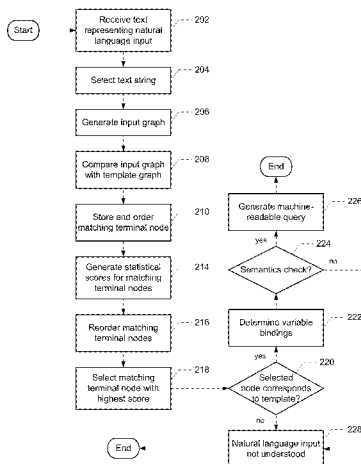 Start
Receive text
representing natural
language input
292
Select text string
204
Generate input graph
296
Compare input graph
with template graph
208
Store and order
matching terminal node
210
Generate statistical
scores for matching
terminal nodes
214
Reorder matching
terminal nodes
216
Select matching
terminal node with
highest score
218
End
End
Generate machine-
readable query
226
yes
224
Semantics check?
no
Determine variable
bindings
222
yes
220
Selected
node corresponds
to template?
no
228
Natural language input
not understood